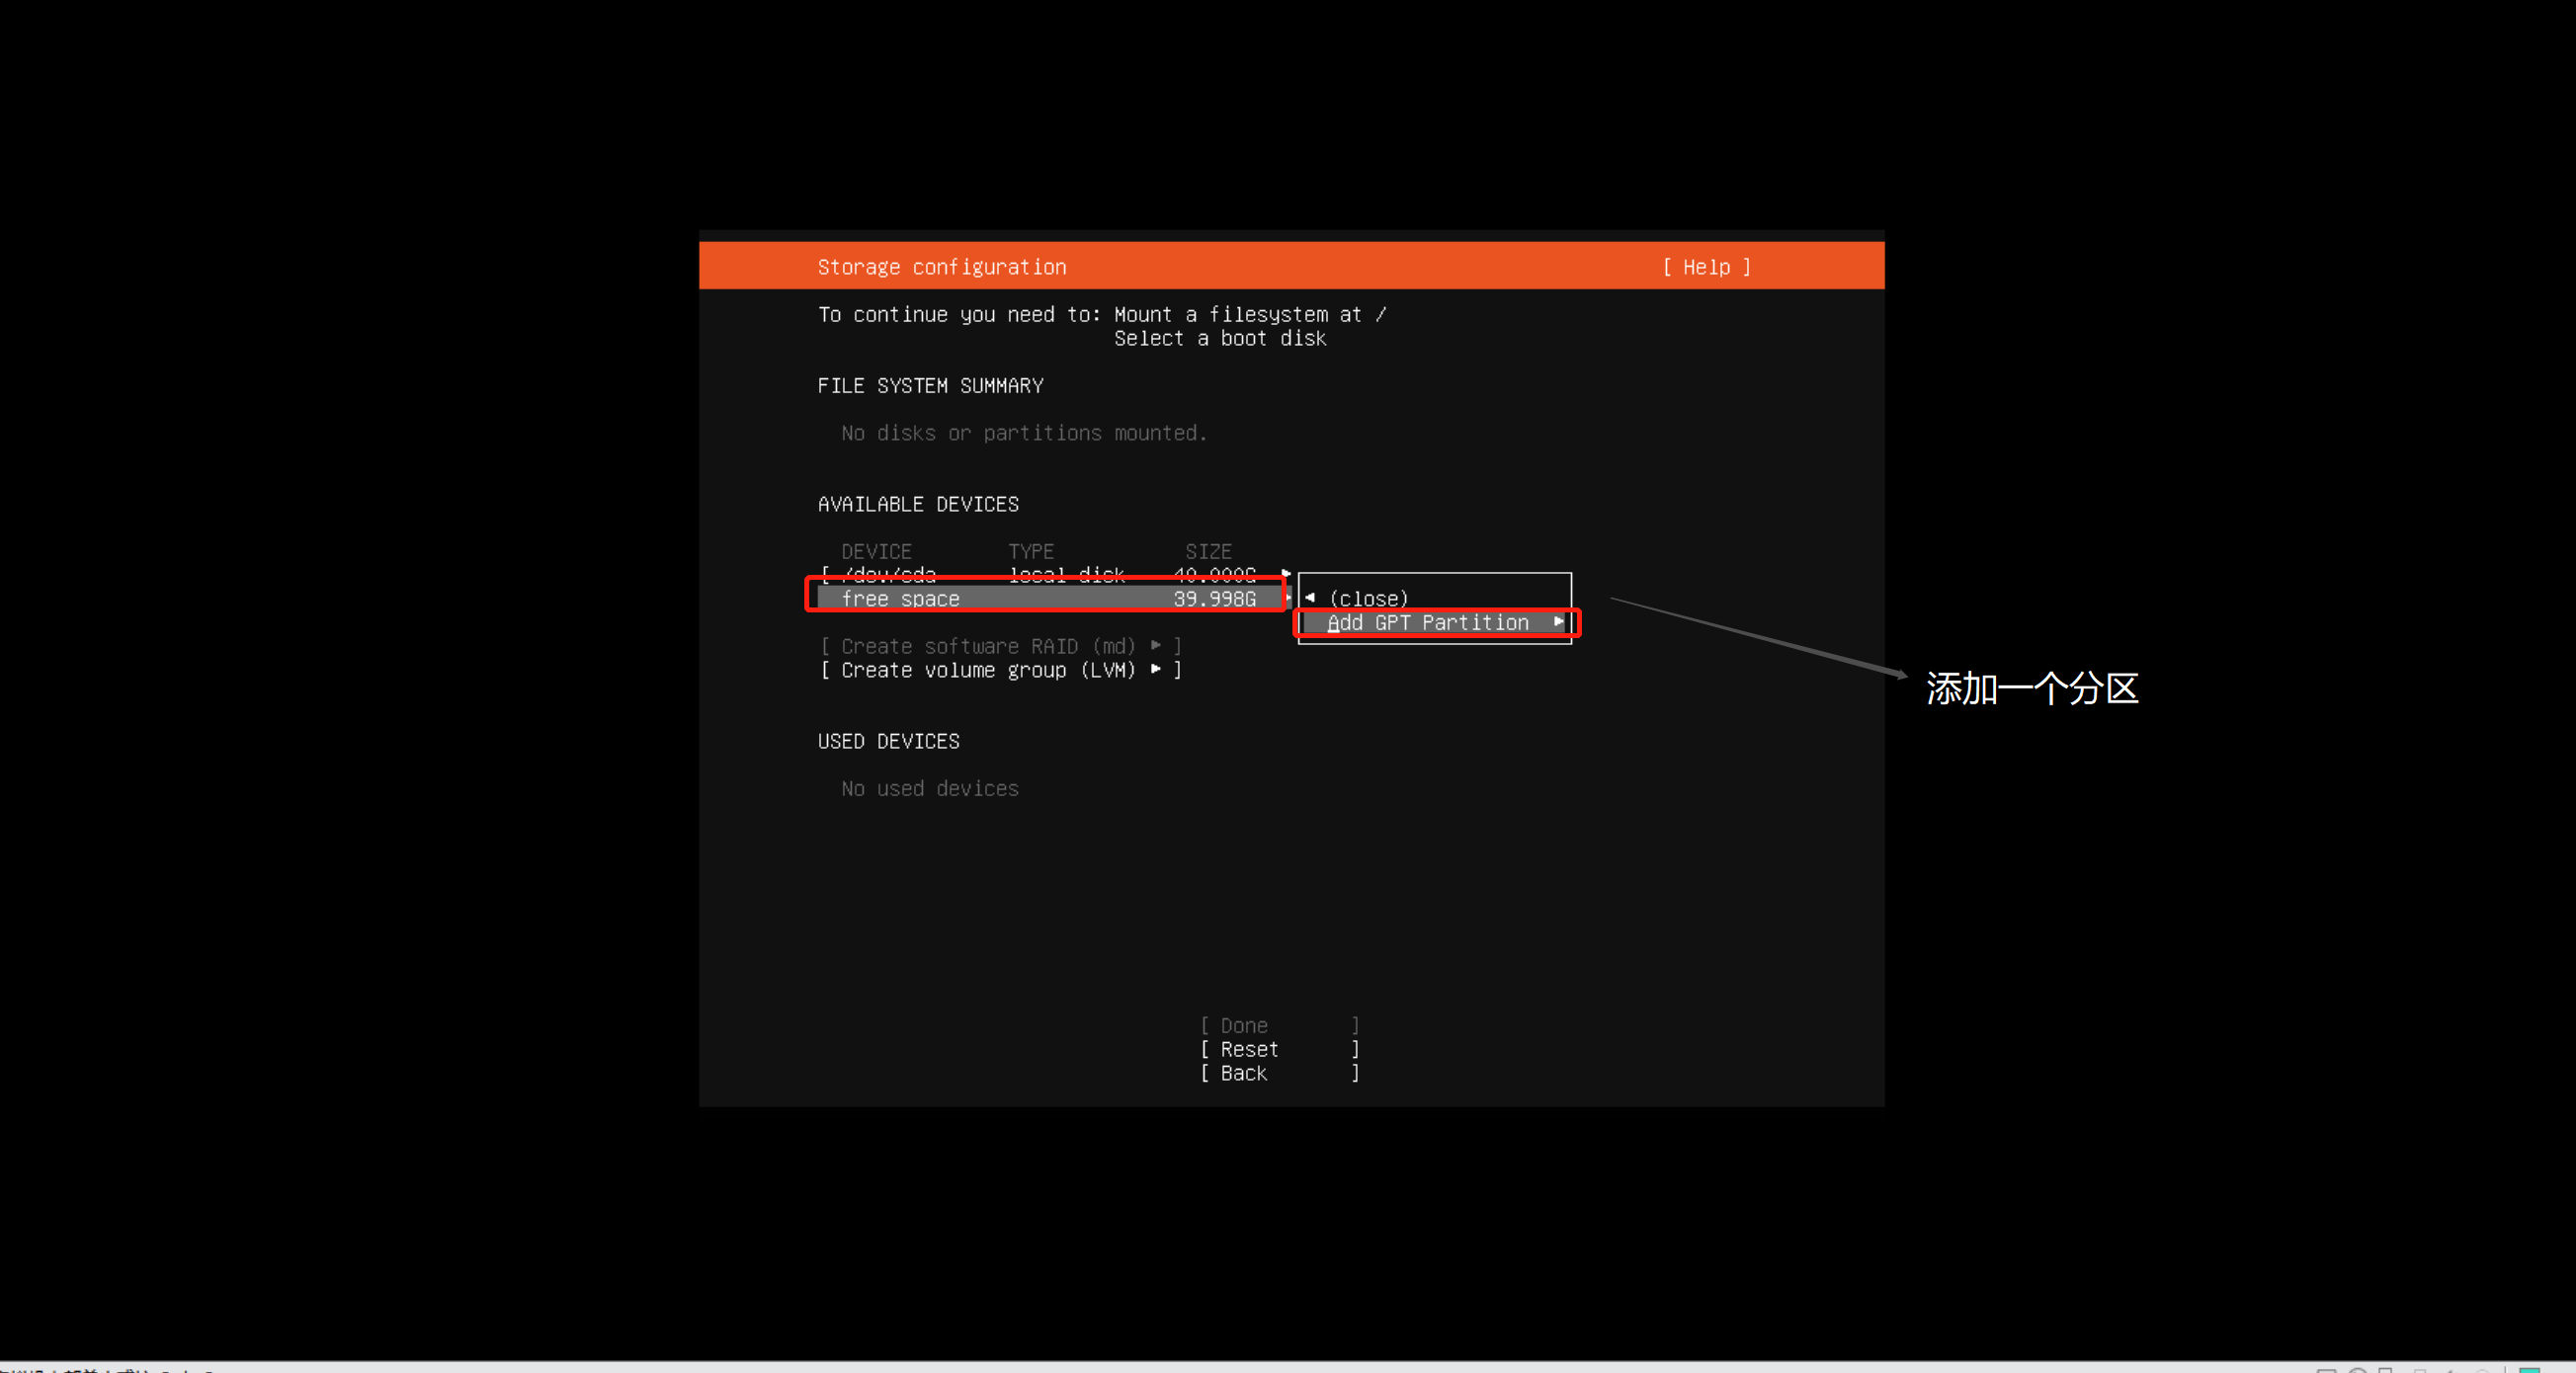 Storage configuration [ Help ]
To continue you need to: Mount a filesystem at /
Select a boot disk
FILE SYSTEM SUMMARY
No disks or partitions mounted.
AVAILABLE DEVICES
DEVICE TYPE SIZE
[ /dev/sda local disk 40.000G ▸
free space 39.998G ▸
◂ (close)
Add GPT Partition ▸
[ Create software RAID (md) ▸ ]
[ Create volume group (LVM) ▸ ]
添加一个分区
USED DEVICES
No used devices
[ Done ]
[ Reset ]
[ Back ]